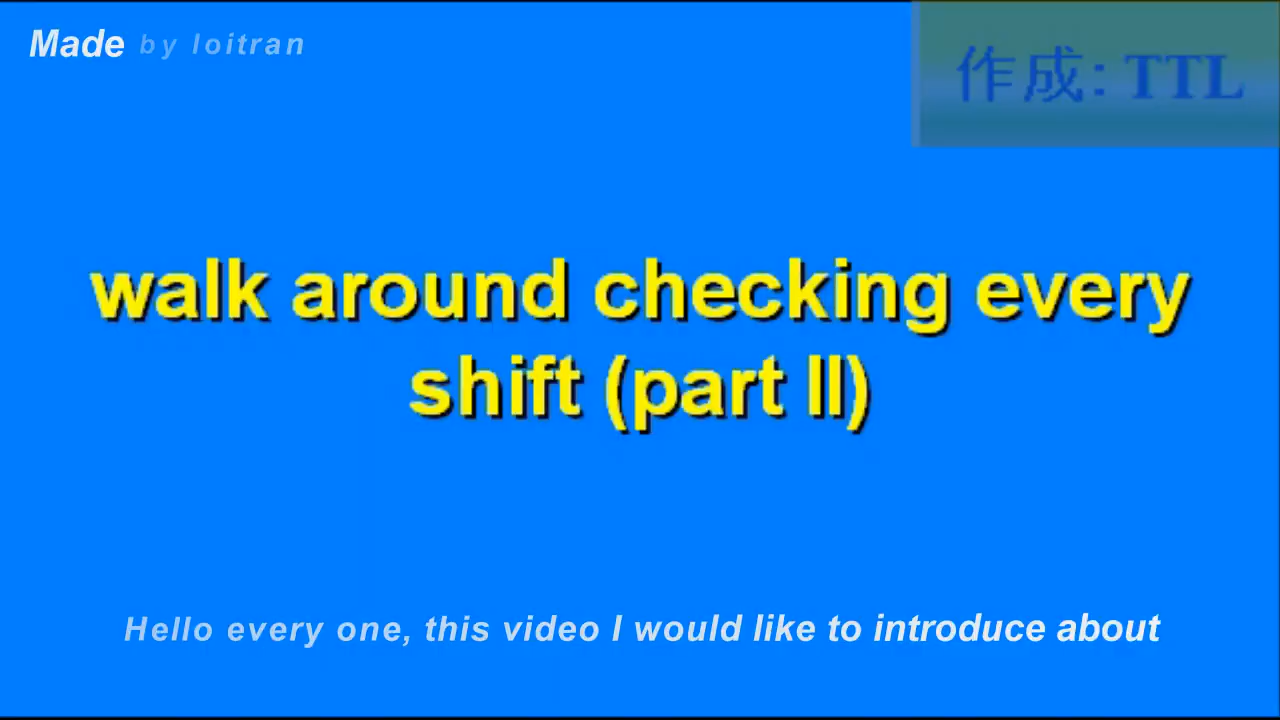 Made by loitran
作成: TTL
walk around checking every
shift (part II)
Hello every one, this video I would like to introduce about